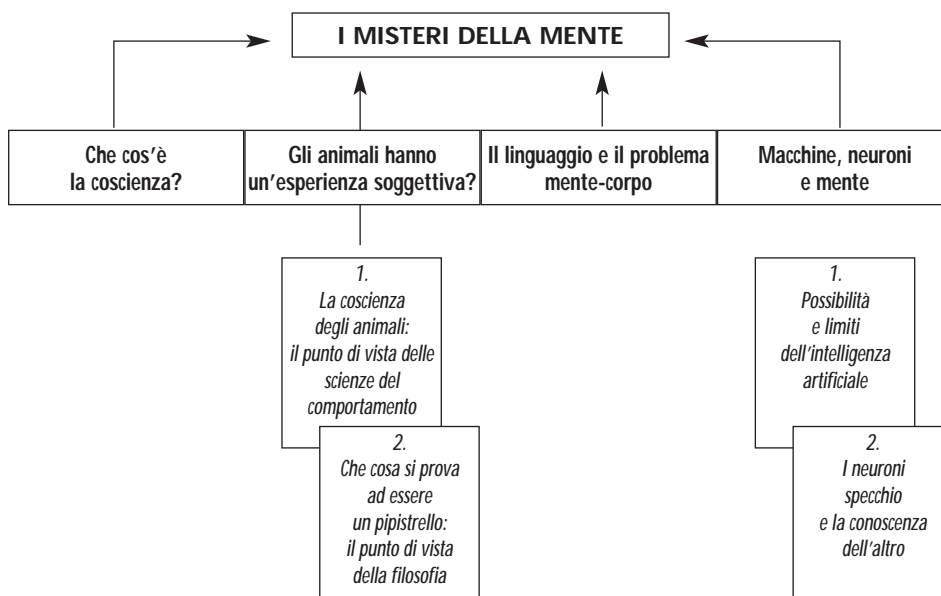 I MISTERI DELLA MENTE
Che cos'è
la coscienza?
Gli animali hanno
un'esperienza soggettiva?
Il linguaggio e il problema
mente-corpo
Macchine, neuroni
e mente
1.
La coscienza
degli animali:
il punto di vista delle
scienze del
comportamento
2.
Che cosa si prova
ad essere
un pipistrello:
il punto di vista
della filosofia
1.
Possibilità
e limiti
dell'intelligenza
artificiale
2.
I neuroni
specchio
e la conoscenza
dell'altro